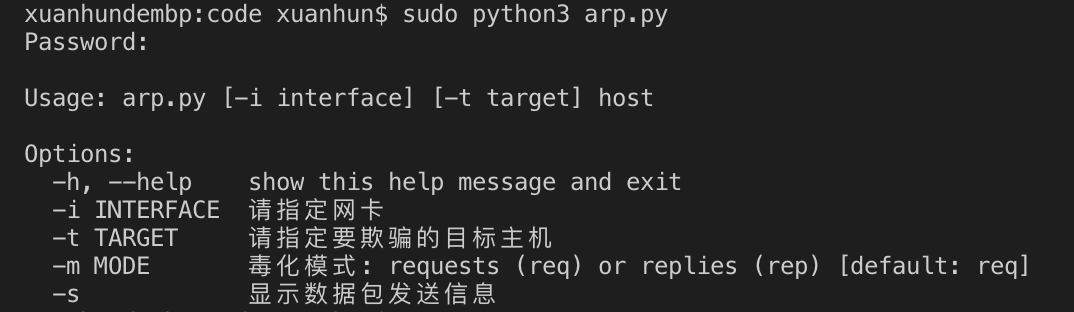 xuanhundembp:code xuanhun$ sudo python3 arp.py
Password:
Usage: arp.py [-i interface] [-t target] host
Options:
-h, --help show this help message and exit
-i INTERFACE 请指定网卡
-t TARGET 请指定要欺骗的目标主机
-m MODE 毒化模式: requests (req) or replies (rep) [default: req]
-s 显示数据包发送信息